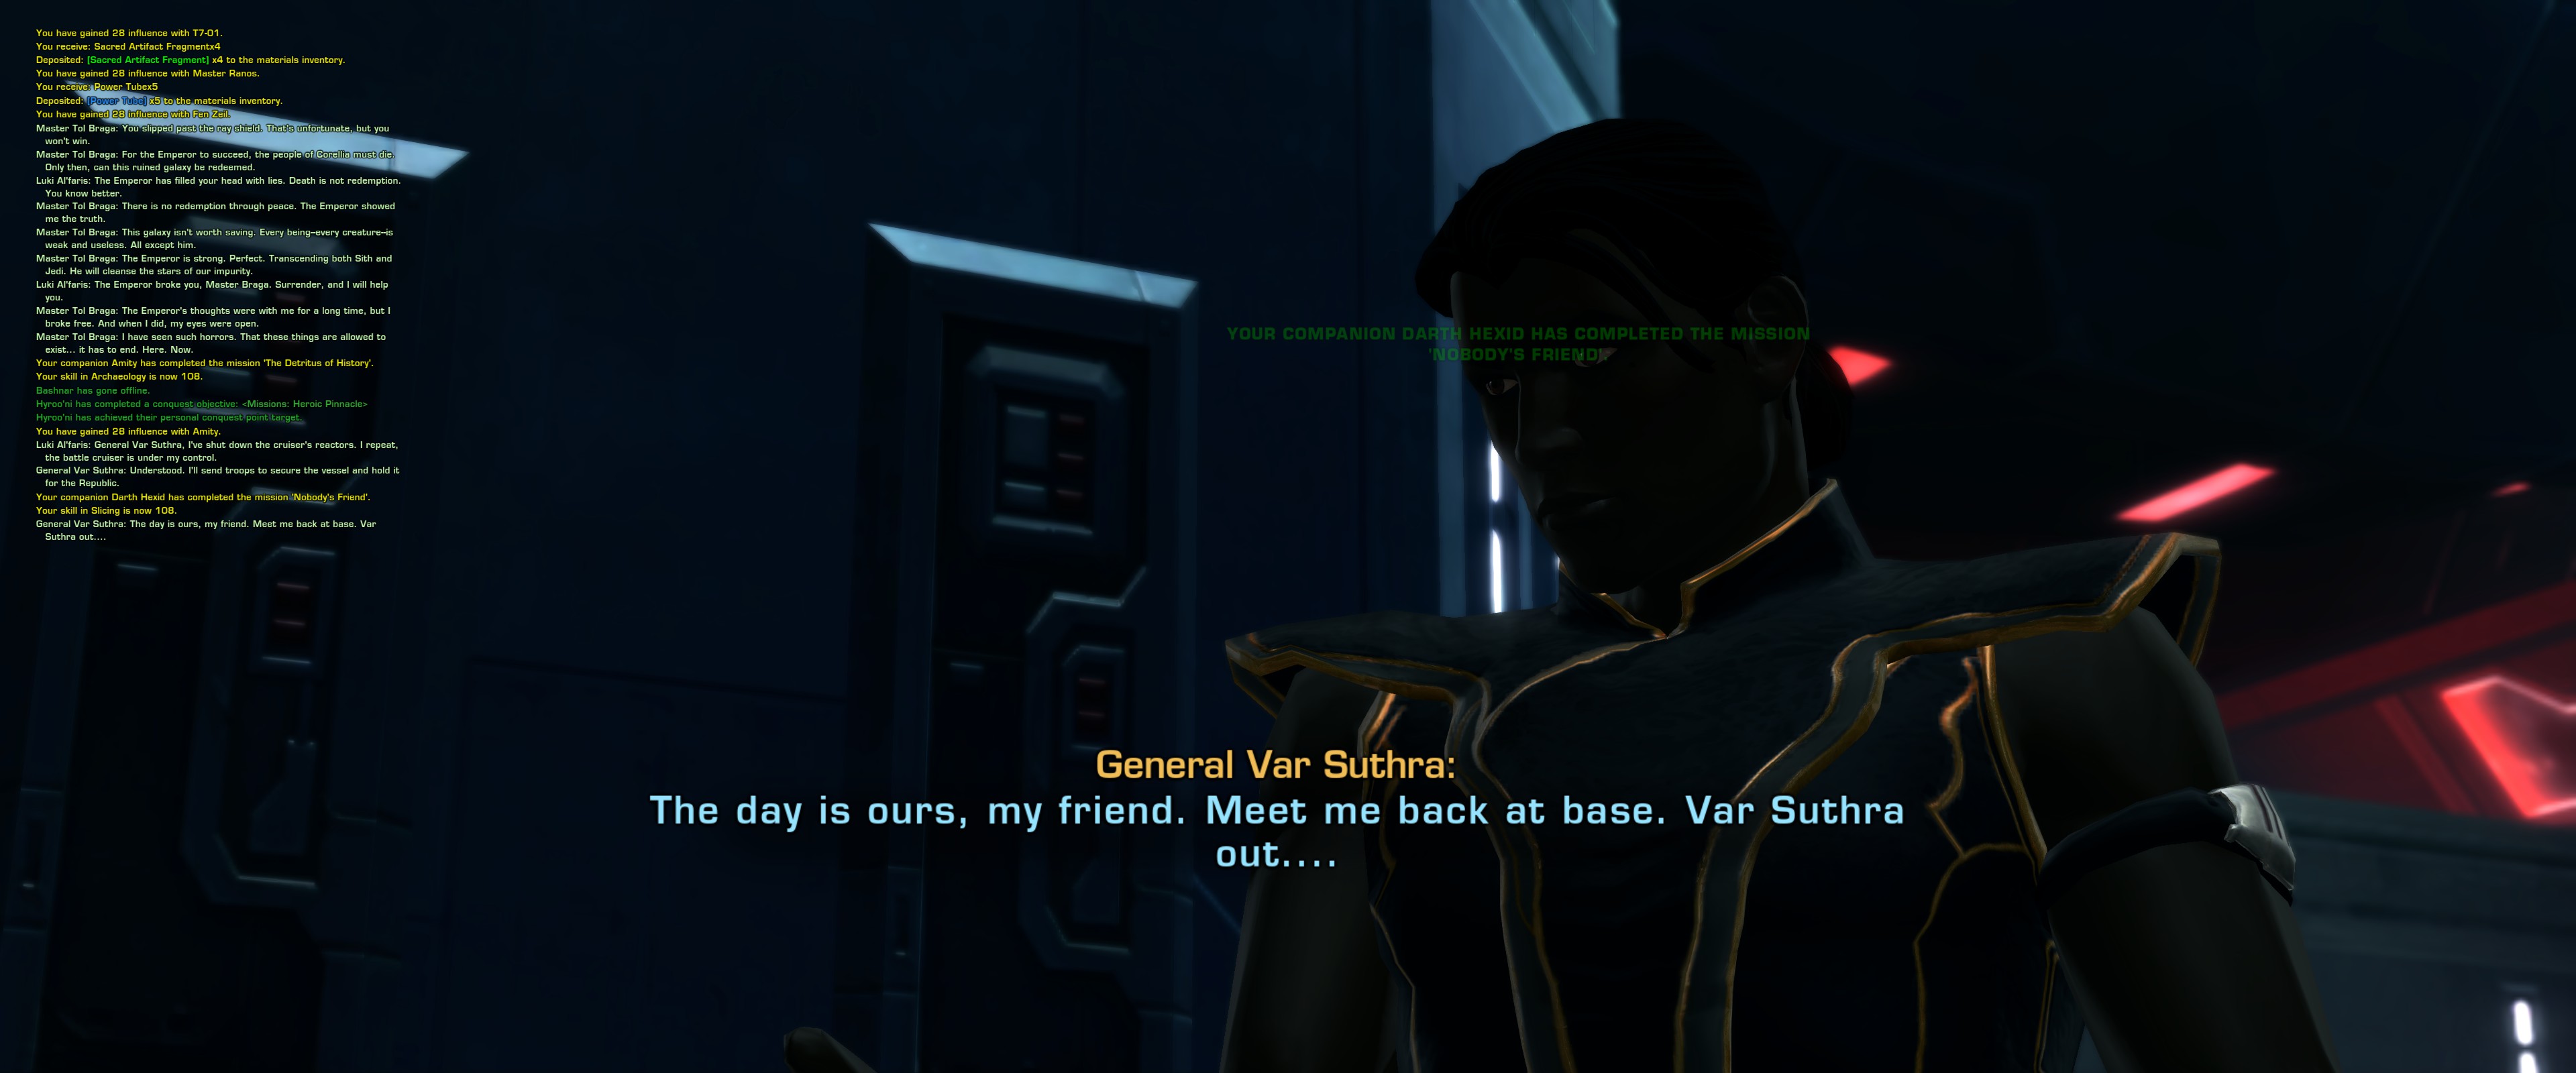 You have gained 28 influence with T7-01.
You receive: Sacred Artifact Fragmentx4
Deposited: [Sacred Artifact Fragment] x4 to the materials inventory.
You have gained 28 influence with Master Ranos.
You receive: Power Tubex5
Deposited: [Power Tube] x5 to the materials inventory.
You have gained 28 influence with Fen Zeil.
Master Tol Braga: You slipped past the ray shield. That's unfortunate, but you
won't win.
Master Tol Braga: For the Emperor to succeed, the people of Corellia must die.
Only then, can this ruined galaxy be redeemed.
Luki Al'faris: The Emperor has filled your head with lies. Death is not redemption.
You know better.
Master Tol Braga: There is no redemption through peace. The Emperor showed
me the truth.
Master Tol Braga: This galaxy isn't worth saving. Every being—every creature—is
weak and useless. All except him.
Master Tol Braga: The Emperor is strong. Perfect. Transcending both Sith and
Jedi. He will cleanse the stars of our impurity.
Luki Al'faris: The Emperor broke you, Master Braga. Surrender, and I will help
you.
Master Tol Braga: The Emperor's thoughts were with me for a long time, but I
broke free. And when I did, my eyes were open.
Master Tol Braga: I have seen such horrors. That these things are allowed to
exist... it has to end. Here. Now.
Your companion Amity has completed the mission 'The Detritus of History'.
Your skill in Archaeology is now 108.
Bashnar has gone offline.
Hyroo'ni has completed a conquest objective: <Missions: Heroic Pinnacle>
Hyroo'ni has achieved their personal conquest point target.
You have gained 28 influence with Amity.
Luki Al'faris: General Var Suthra, I've shut down the cruiser's reactors. I repeat,
the battle cruiser is under my control.
General Var Suthra: Understood. I'll send troops to secure the vessel and hold it
for the Republic.
Your companion Darth Hexid has completed the mission 'Nobody's Friend'.
Your skill in Slicing is now 108.
General Var Suthra: The day is ours, my friend. Meet me back at base. Var
Suthra out....
YOUR COMPANION DARTH HEXID HAS COMPLETED THE MISSION
'NOBODY'S FRIEND'.
General Var Suthra:
The day is ours, my friend. Meet me back at base. Var Suthra
out....